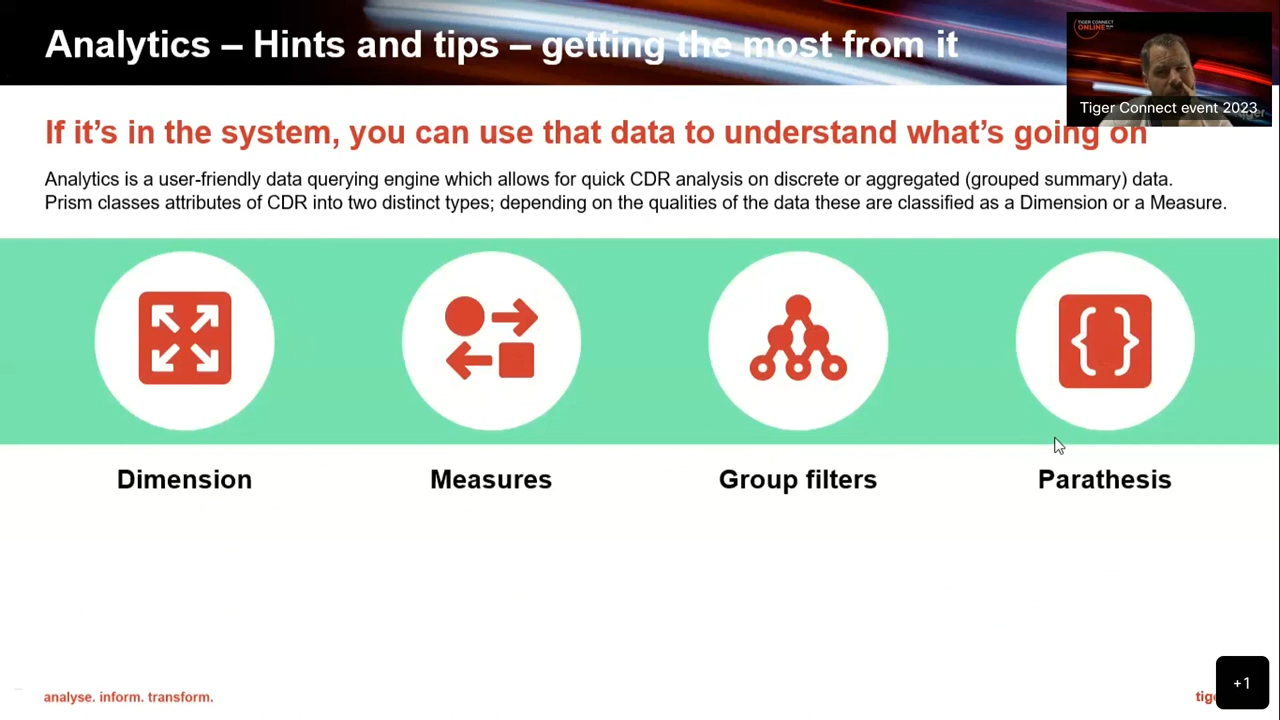 Analytics – Hints and tips – getting the most from it
TIGER CONNECT
ONLINE
Tiger Connect event 2023
tiger
If it's in the system, you can use that data to understand what's going on
Analytics is a user-friendly data querying engine which allows for quick CDR analysis on discrete or aggregated (grouped summary) data.
Prism classes attributes of CDR into two distinct types; depending on the qualities of the data these are classified as a Dimension or a Measure.
{}
Dimension
Measures
Group filters
Parathesis
analyse. inform. transform.
+1